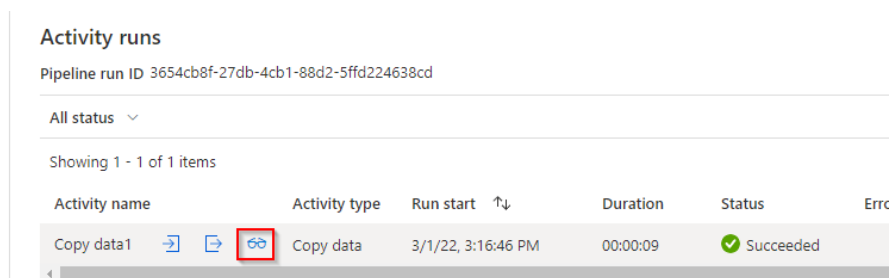 Activity runs
Pipeline run ID 3654cb8f-27db-4cb1-88d2-5ffd224638cd
All status
Showing 1 - 1 of 1 items
Activity name Activity type Run start Duration Status Erro
Copy data1 Copy data 3/1/22, 3:16:46 PM 00:00:09 Succeeded